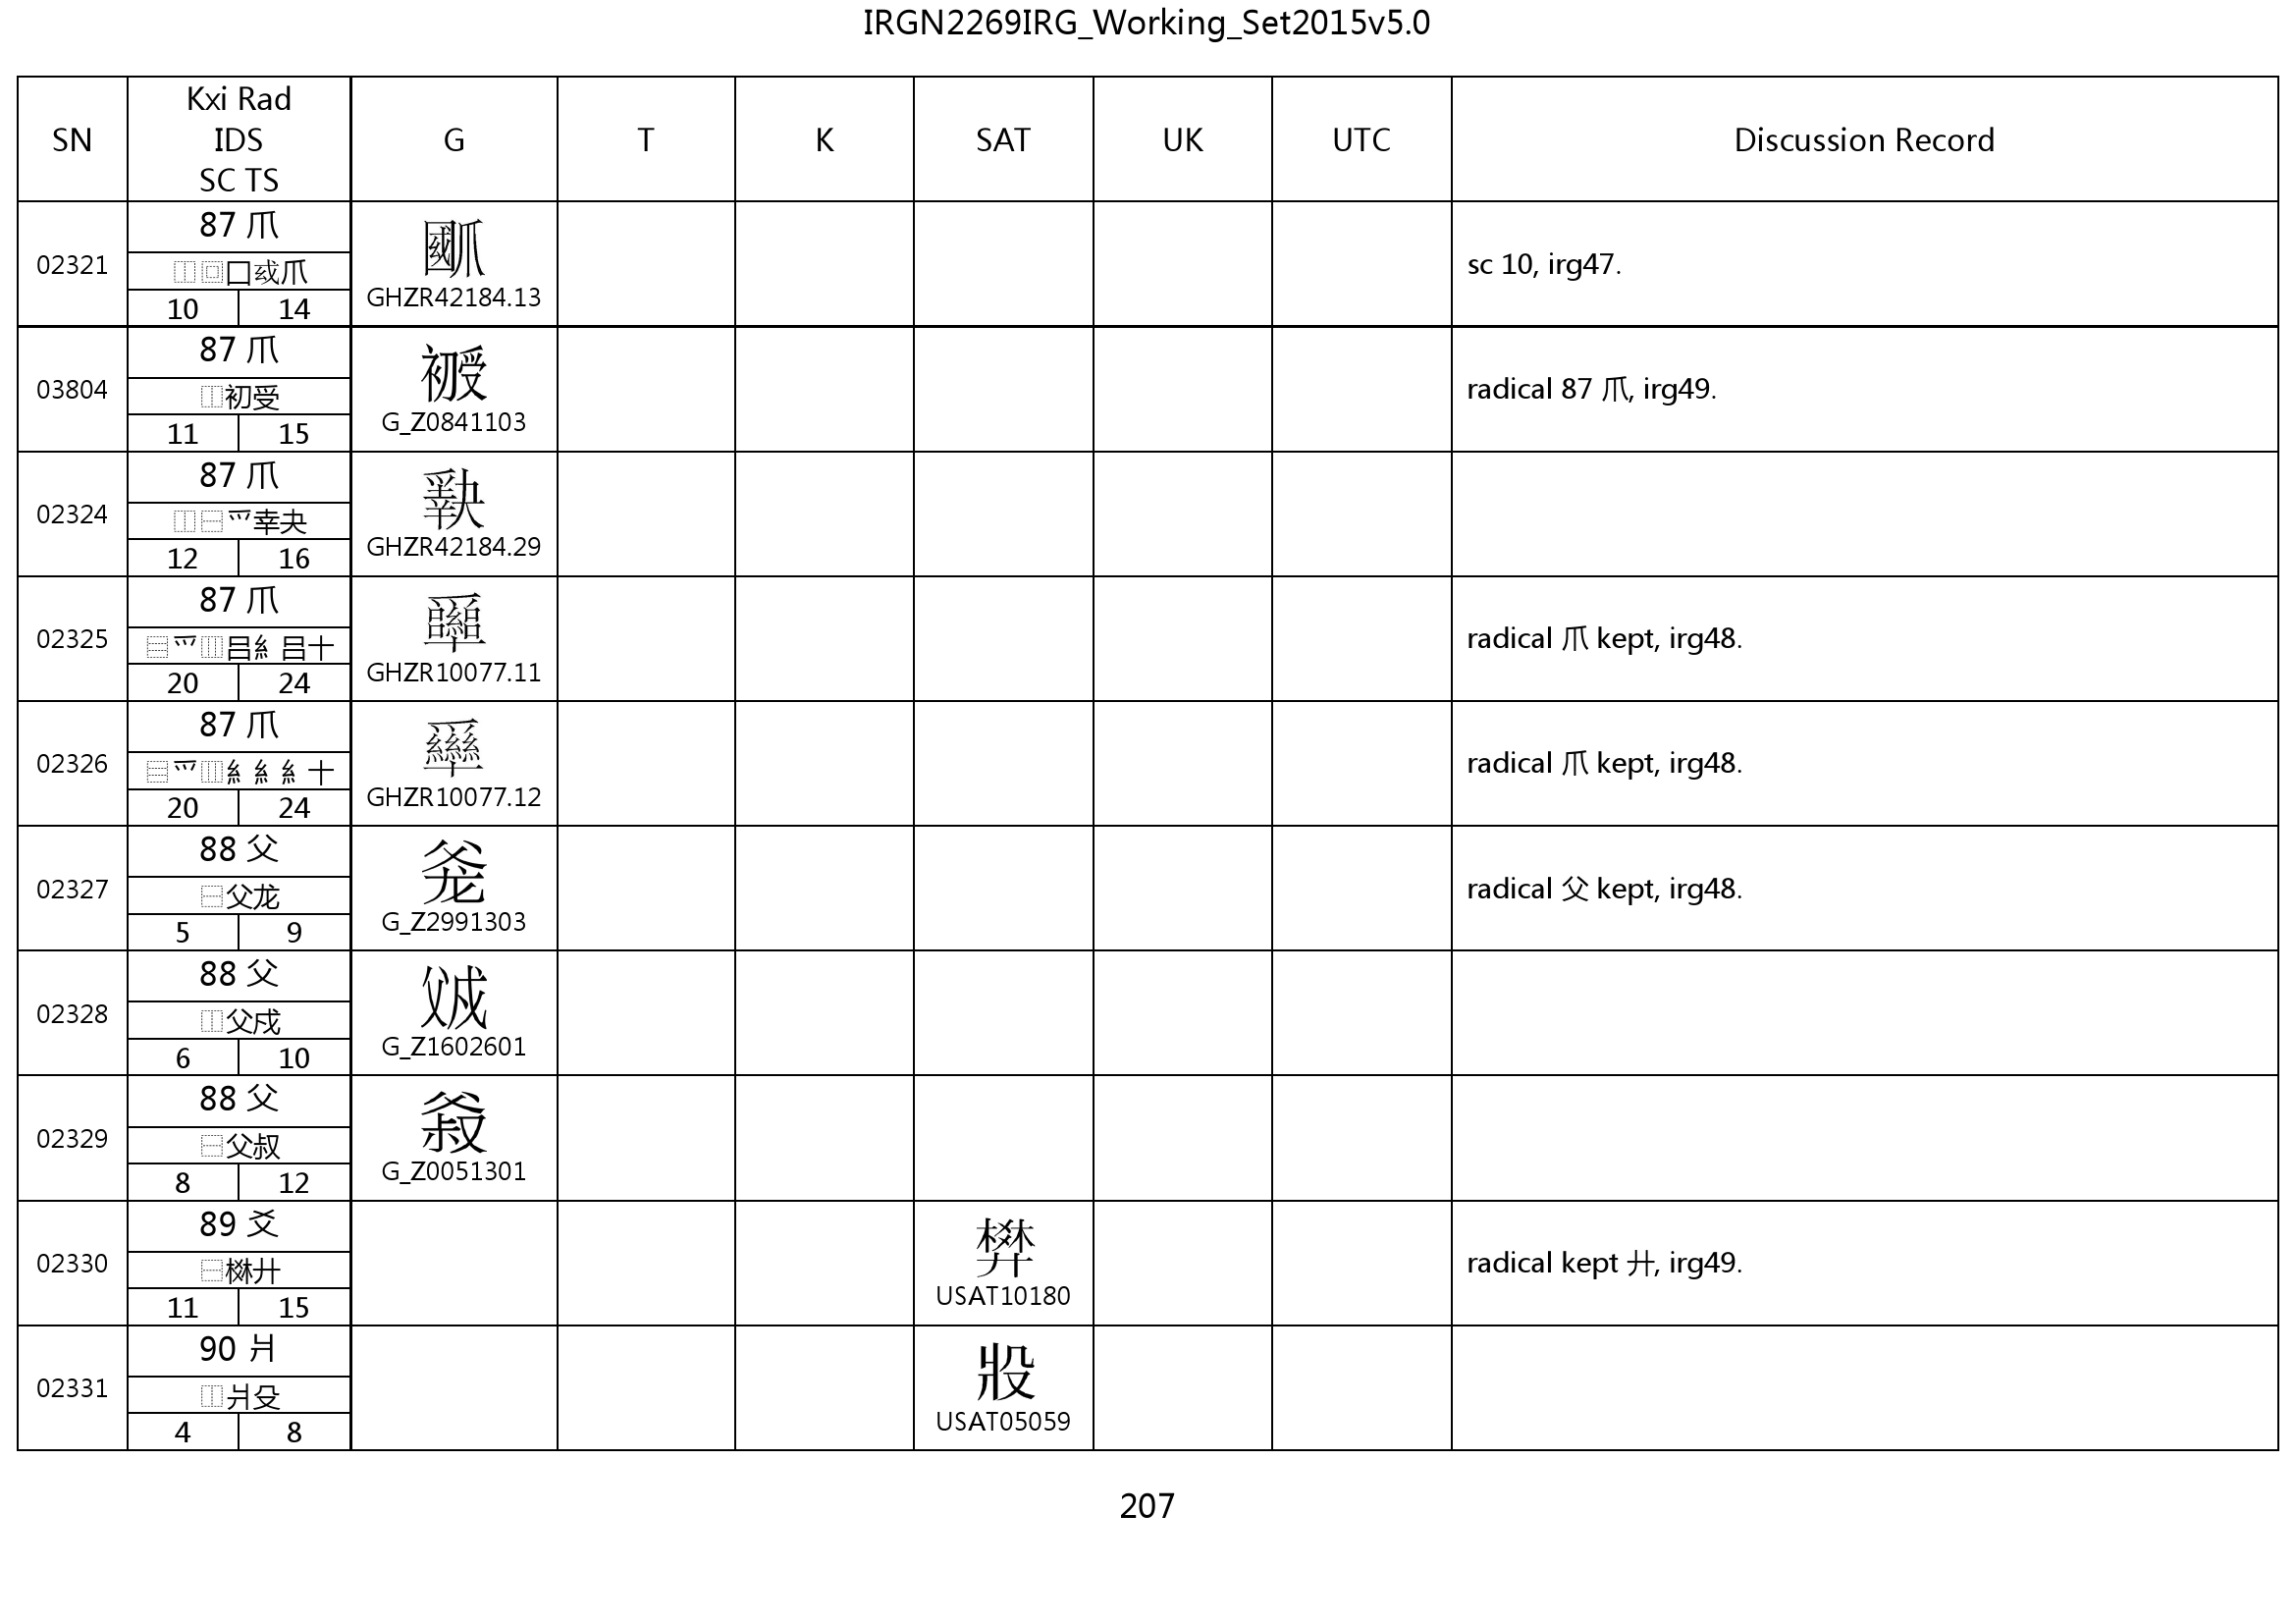 IRGN2269IRG_Working_Set2015v5.0
SN Kxi Rad IDS SC TS G T K SAT UK UTC Discussion Record
02321
87 爪
⿰⿴囗或爪
10 14
GHZR42184.13
sc 10, irg47.
03804
87 爪
⿰初受
11 15
G_Z0841103
radical 87 爪, irg49.
02324
87 爪
⿰⿱爫幸夬
12 16
GHZR42184.29
02325
87 爪
⿳爫⿲吕糹吕十
20 24
GHZR10077.11
radical 爪 kept, irg48.
02326
87 爪
⿳爫⿲糹糹糹十
20 24
GHZR10077.12
radical 爪 kept, irg48.
02327
88 父
⿱父龙
5 9
G_Z2991303
radical 父 kept, irg48.
02328
88 父
⿰父戍
6 10
G_Z1602601
02329
88 父
⿱父叔
8 12
G_Z0051301
02330
89 爻
⿱棥廾
11 15
USAT10180
radical kept 廾, irg49.
02331
90 爿
⿰爿殳
4 8
USAT05059
207